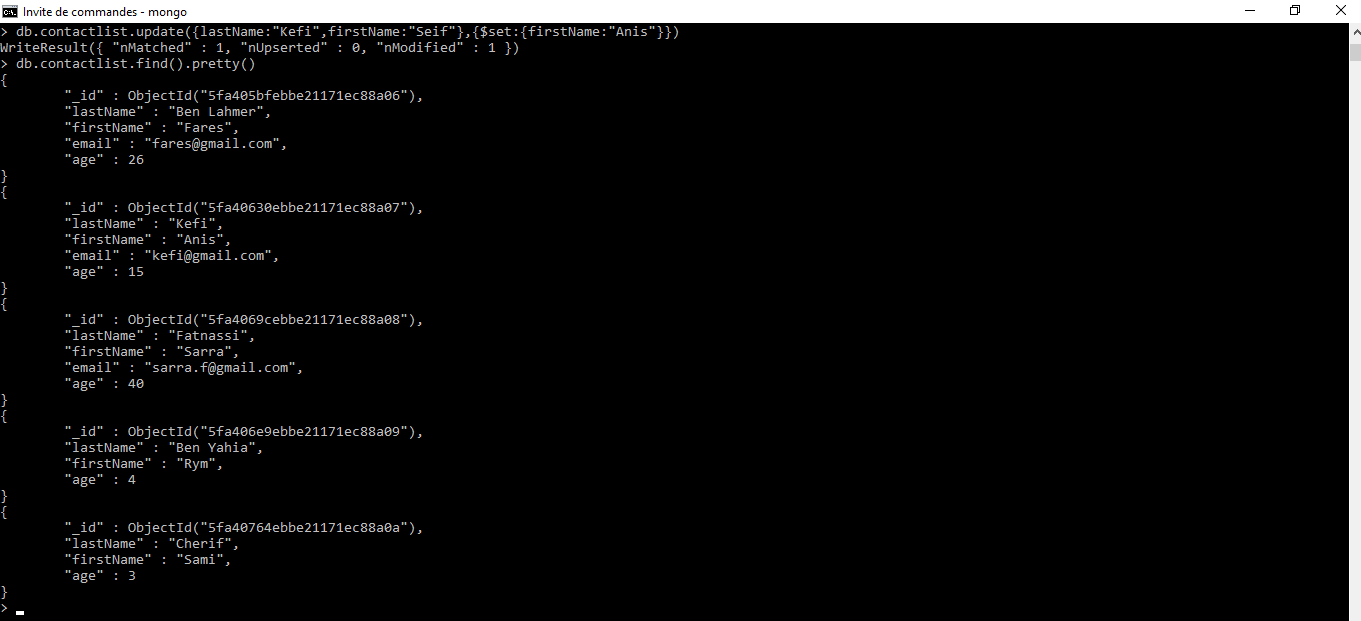 Invite de commandes - mongo
> db.contactlist.update({lastName:"Kefi",firstName:"Seif"},{$set:{firstName:"Anis"}})
WriteResult({ "nMatched" : 1, "nUpserted" : 0, "nModified" : 1 })
> db.contactlist.find().pretty()
{
"_id" : ObjectId("5fa405bfebbe21171ec88a06"),
"lastName" : "Ben Lahmer",
"firstName" : "Fares",
"email" : "fares@gmail.com",
"age" : 26
}
{
"_id" : ObjectId("5fa40630ebbe21171ec88a07"),
"lastName" : "Kefi",
"firstName" : "Anis",
"email" : "kefi@gmail.com",
"age" : 15
}
{
"_id" : ObjectId("5fa4069cebbe21171ec88a08"),
"lastName" : "Fatnassi",
"firstName" : "Sarra",
"email" : "sarra.f@gmail.com",
"age" : 40
}
{
"_id" : ObjectId("5fa406e9ebbe21171ec88a09"),
"lastName" : "Ben Yahia",
"firstName" : "Rym",
"age" : 4
}
{
"_id" : ObjectId("5fa40764ebbe21171ec88a0a"),
"lastName" : "Cherif",
"firstName" : "Sami",
"age" : 3
}
>